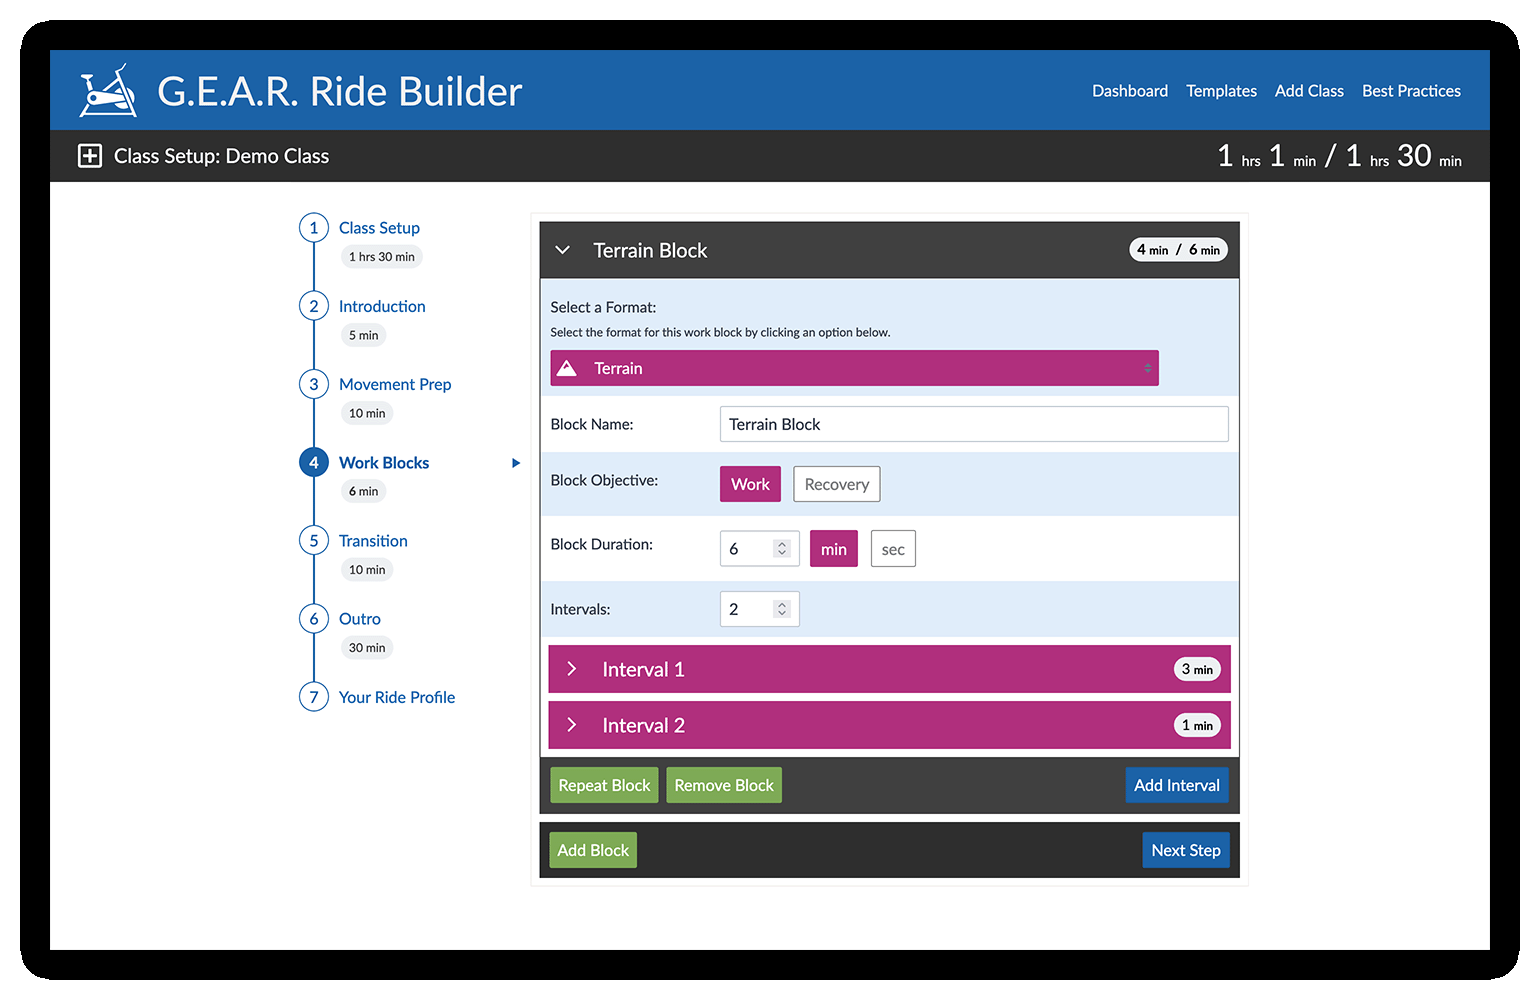 G.E.A.R. Ride Builder
Dashboard Templates Add Class Best Practices
Class Setup: Demo Class
1 hrs 1 min / 1 hrs 30 min
1 Class Setup
1 hrs 30 min
2 Introduction
5 min
3 Movement Prep
10 min
4 Work Blocks
6 min
5 Transition
10 min
6 Outro
30 min
7 Your Ride Profile
Terrain Block
4 min / 6 min
Select a Format:
Select the format for this work block by clicking an option below.
Terrain
Block Name: Terrain Block
Block Objective: Work Recovery
Block Duration: 6 min sec
Intervals: 2
Interval 1 3 min
Interval 2 1 min
Repeat Block Remove Block Add Interval
Add Block Next Step